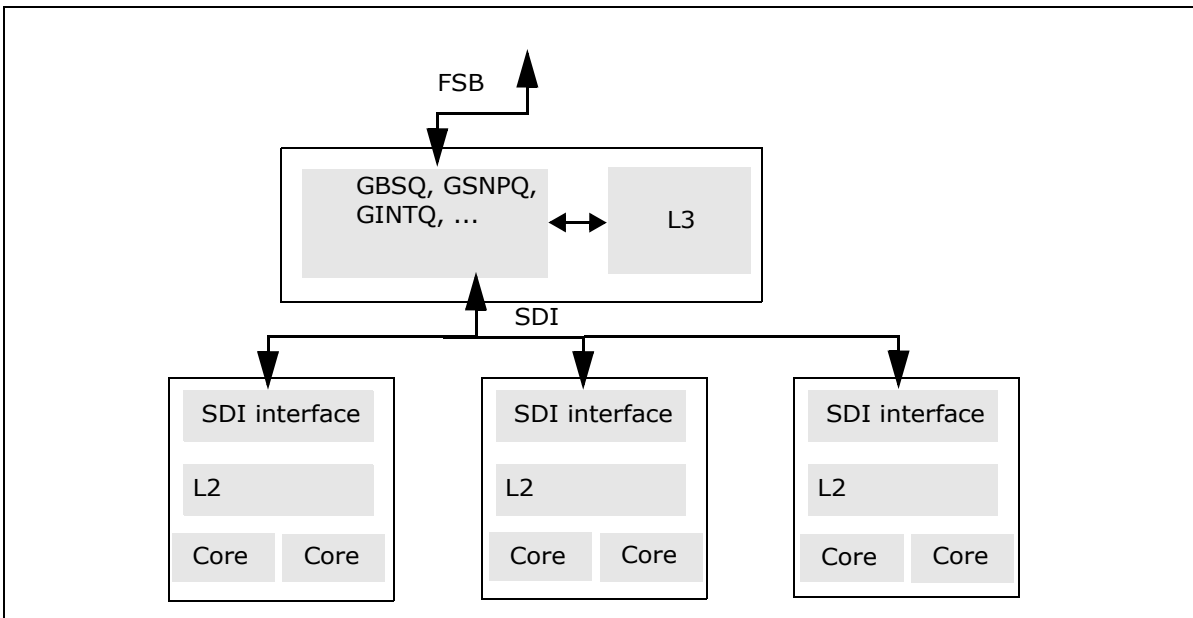 FSB
GBSQ, GSNPQ,
GINTQ, ...
L3
SDI
SDI interface
L2
Core
Core
SDI interface
L2
Core
Core
SDI interface
L2
Core
Core